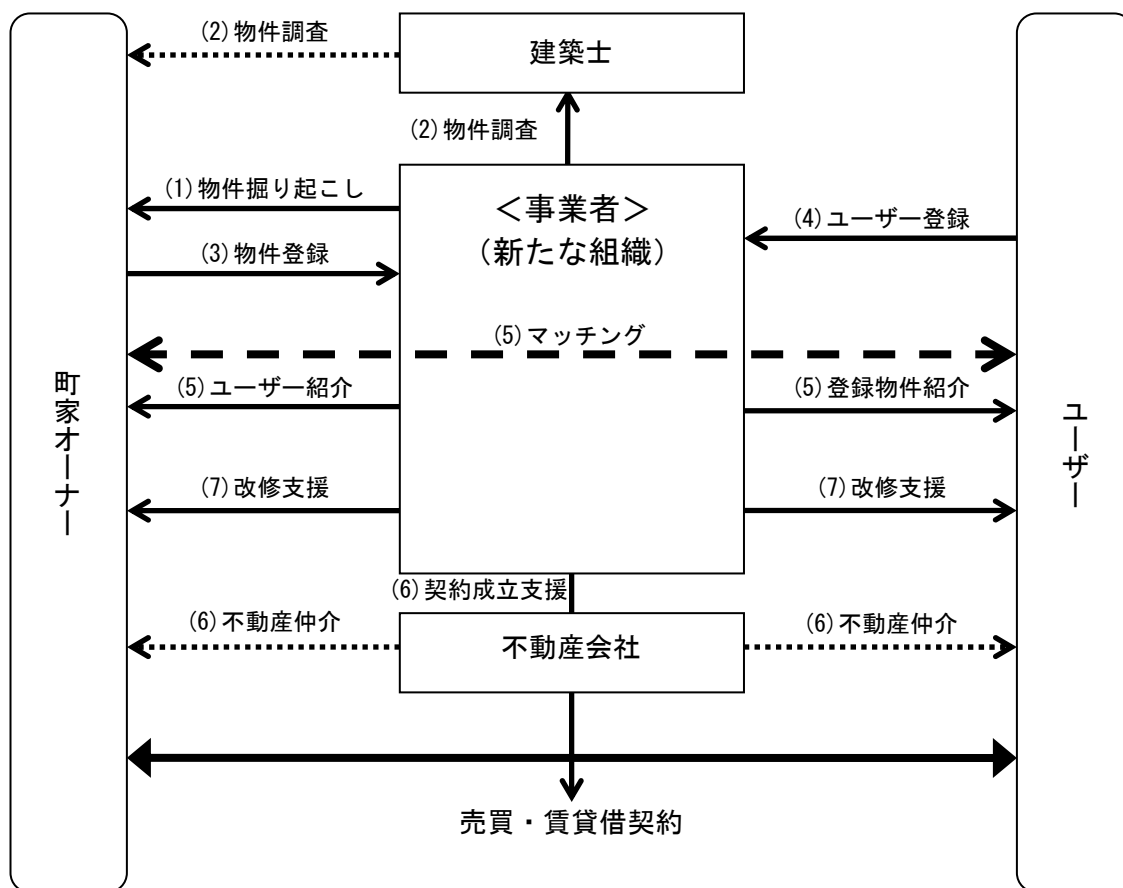 (2)物件調査
建築士
(2)物件調査
(1)物件掘り起こし
<事業者>
(新たな組織)
(4)ユーザー登録
(3)物件登録
(5)マッチング
(5)ユーザー紹介
(5)登録物件紹介
町家オーナー
ユーザー
(7)改修支援
(7)改修支援
(6)契約成立支援
(6)不動産仲介
不動産会社
(6)不動産仲介
売買・賃貸借契約